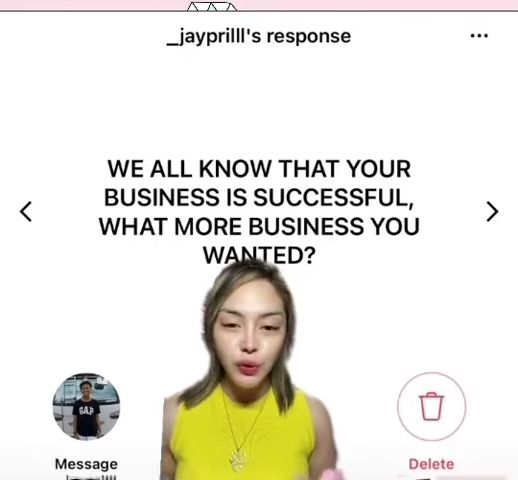 _jayprilll's response
WE ALL KNOW THAT YOUR
BUSINESS IS SUCCESSFUL,
WHAT MORE BUSINESS YOU
WANTED?
GAP
Message
Delete